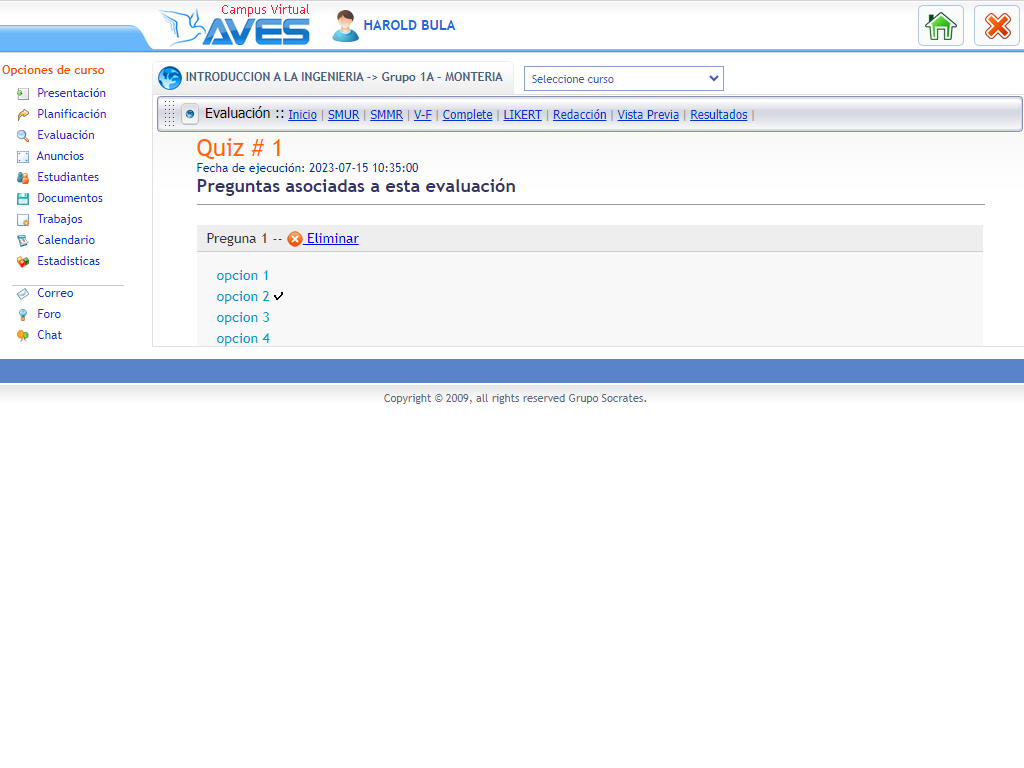 Campus Virtual
AVES
HAROLD BULA
Opciones de curso
Presentación
Planificación
Evaluación
Anuncios
Estudiantes
Documentos
Trabajos
Calendario
Estadisticas
Correo
Foro
Chat
INTRODUCCION A LA INGENIERIA -> Grupo 1A - MONTERIA
Seleccione curso
Evaluación :: Inicio | SMUR | SMMR | V-F | Complete | LIKERT | Redacción | Vista Previa | Resultados |
Quiz # 1
Fecha de ejecución: 2023-07-15 10:35:00
Preguntas asociadas a esta evaluación
Preguna 1 -- Eliminar
opcion 1
opcion 2
opcion 3
opcion 4
Copyright © 2009, all rights reserved Grupo Socrates.